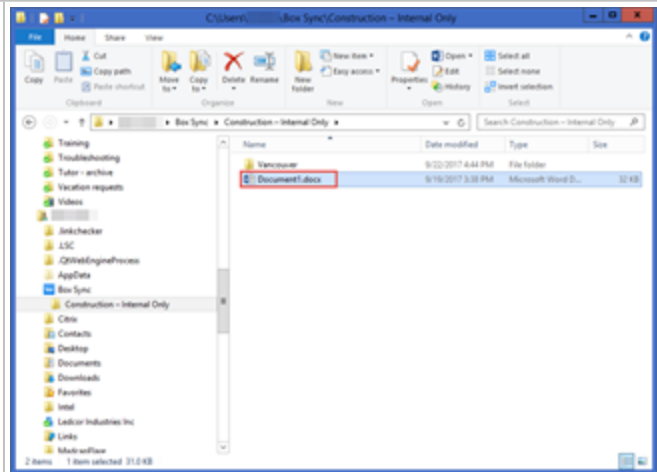 C:\Users\ \Box Sync\Construction – Internal Only
File Home Share View
Copy Paste Cut Copy path Paste shortcut Move to Copy to Delete Rename New folder New item Easy access Properties Open Edit History Select all Select none Invert selection
Clipboard Organize New Open Select
Box Sync Construction – Internal Only Search Construction – Internal Only
Name Date modified Type Size
Training
Troubleshooting
Tutor - archive
Vacation requests
Videos
Vancouver 9/22/2017 4:44 PM File folder
Document1.docx 9/19/2017 3:38 PM Microsoft Word D... 32 KB
.linkchecker
.LSC
.QtWebEngineProcess
AppData
Box Sync
Construction – Internal Only
Citrix
Contacts
Desktop
Documents
Downloads
Favorites
Intel
Ledcor Industries Inc
Links
2 items 1 item selected 31.0 KB